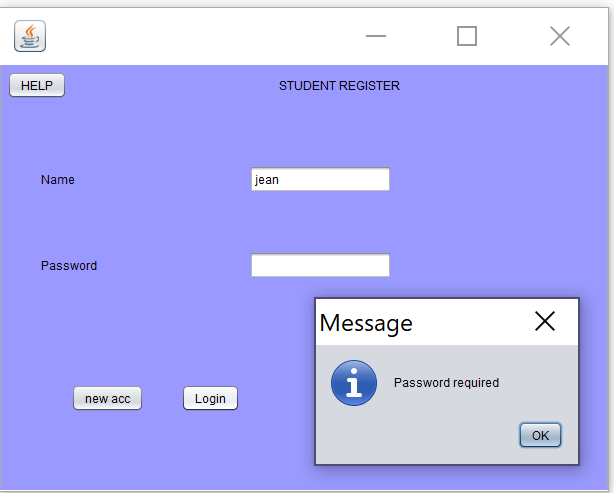 HELP
STUDENT REGISTER
Name
jean
Password
Message
Password required
OK
new acc
Login